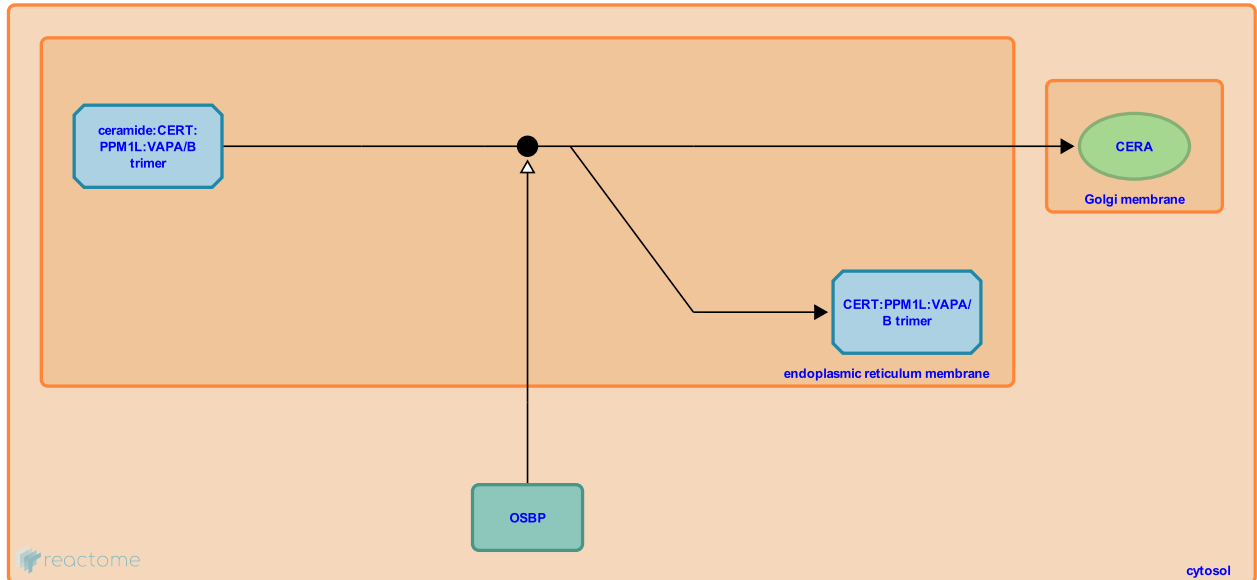 ceramide:CERT:
PPM1L:VAPA/B
trimer
CERA
Golgi membrane
CERT:PPM1L:VAPA/
B trimer
endoplasmic reticulum membrane
OSBP
reactome
cytosol